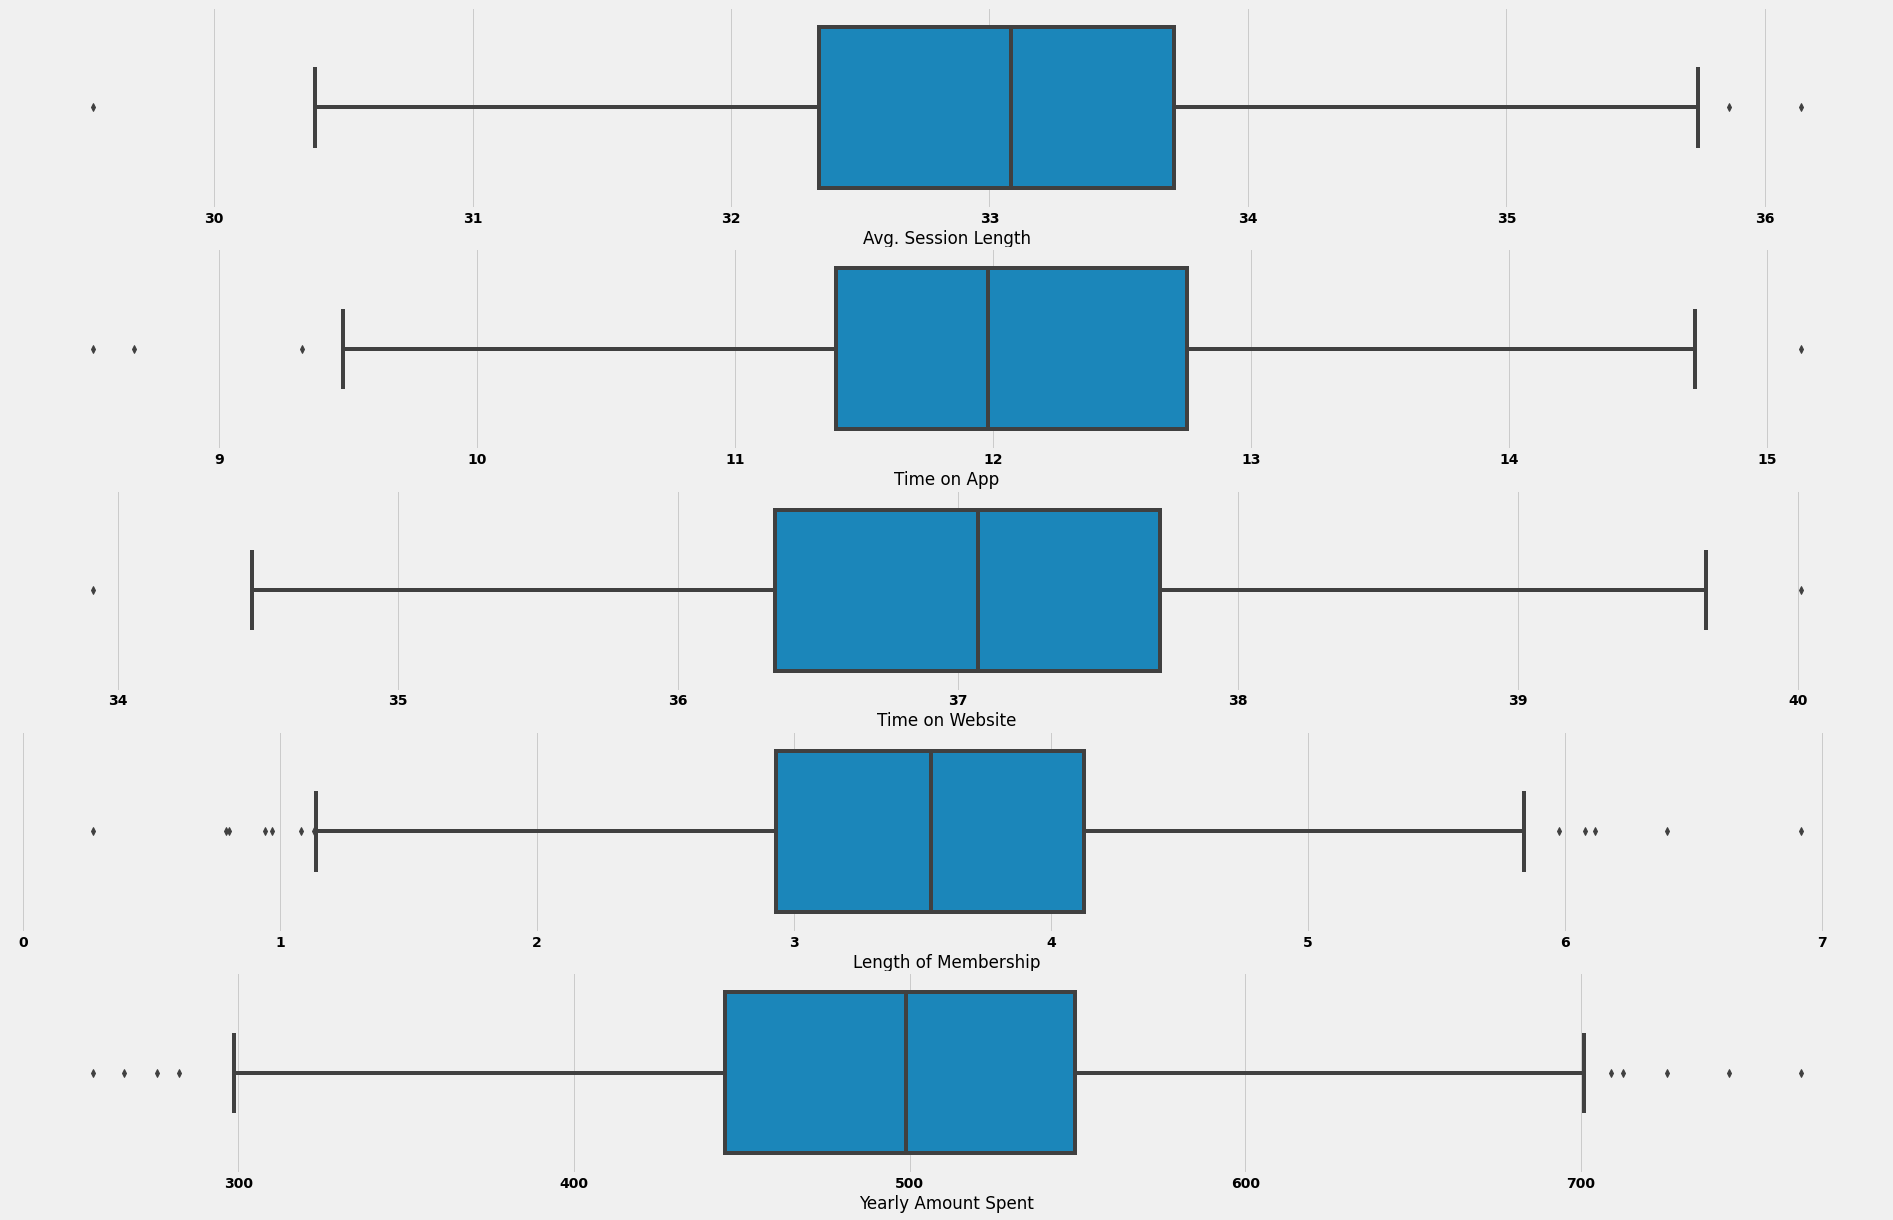 30 31 32 33 34 35 36
Avg. Session Length
9 10 11 12 13 14 15
Time on App
34 35 36 37 38 39 40
Time on Website
0 1 2 3 4 5 6 7
Length of Membership
300 400 500 600 700
Yearly Amount Spent